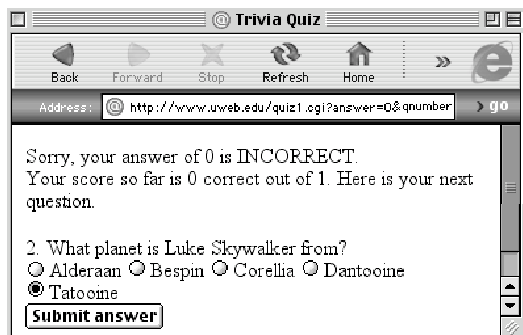 Trivia Quiz
Back Forward Stop Refresh Home »
Address: http://www.uweb.edu/quiz1.cgi?answer=0&qnumber go
Sorry, your answer of 0 is INCORRECT.
Your score so far is 0 correct out of 1. Here is your next
question.
2. What planet is Luke Skywalker from?
Alderaan Bespin Corellia Dantooine
Tatooine
Submit answer